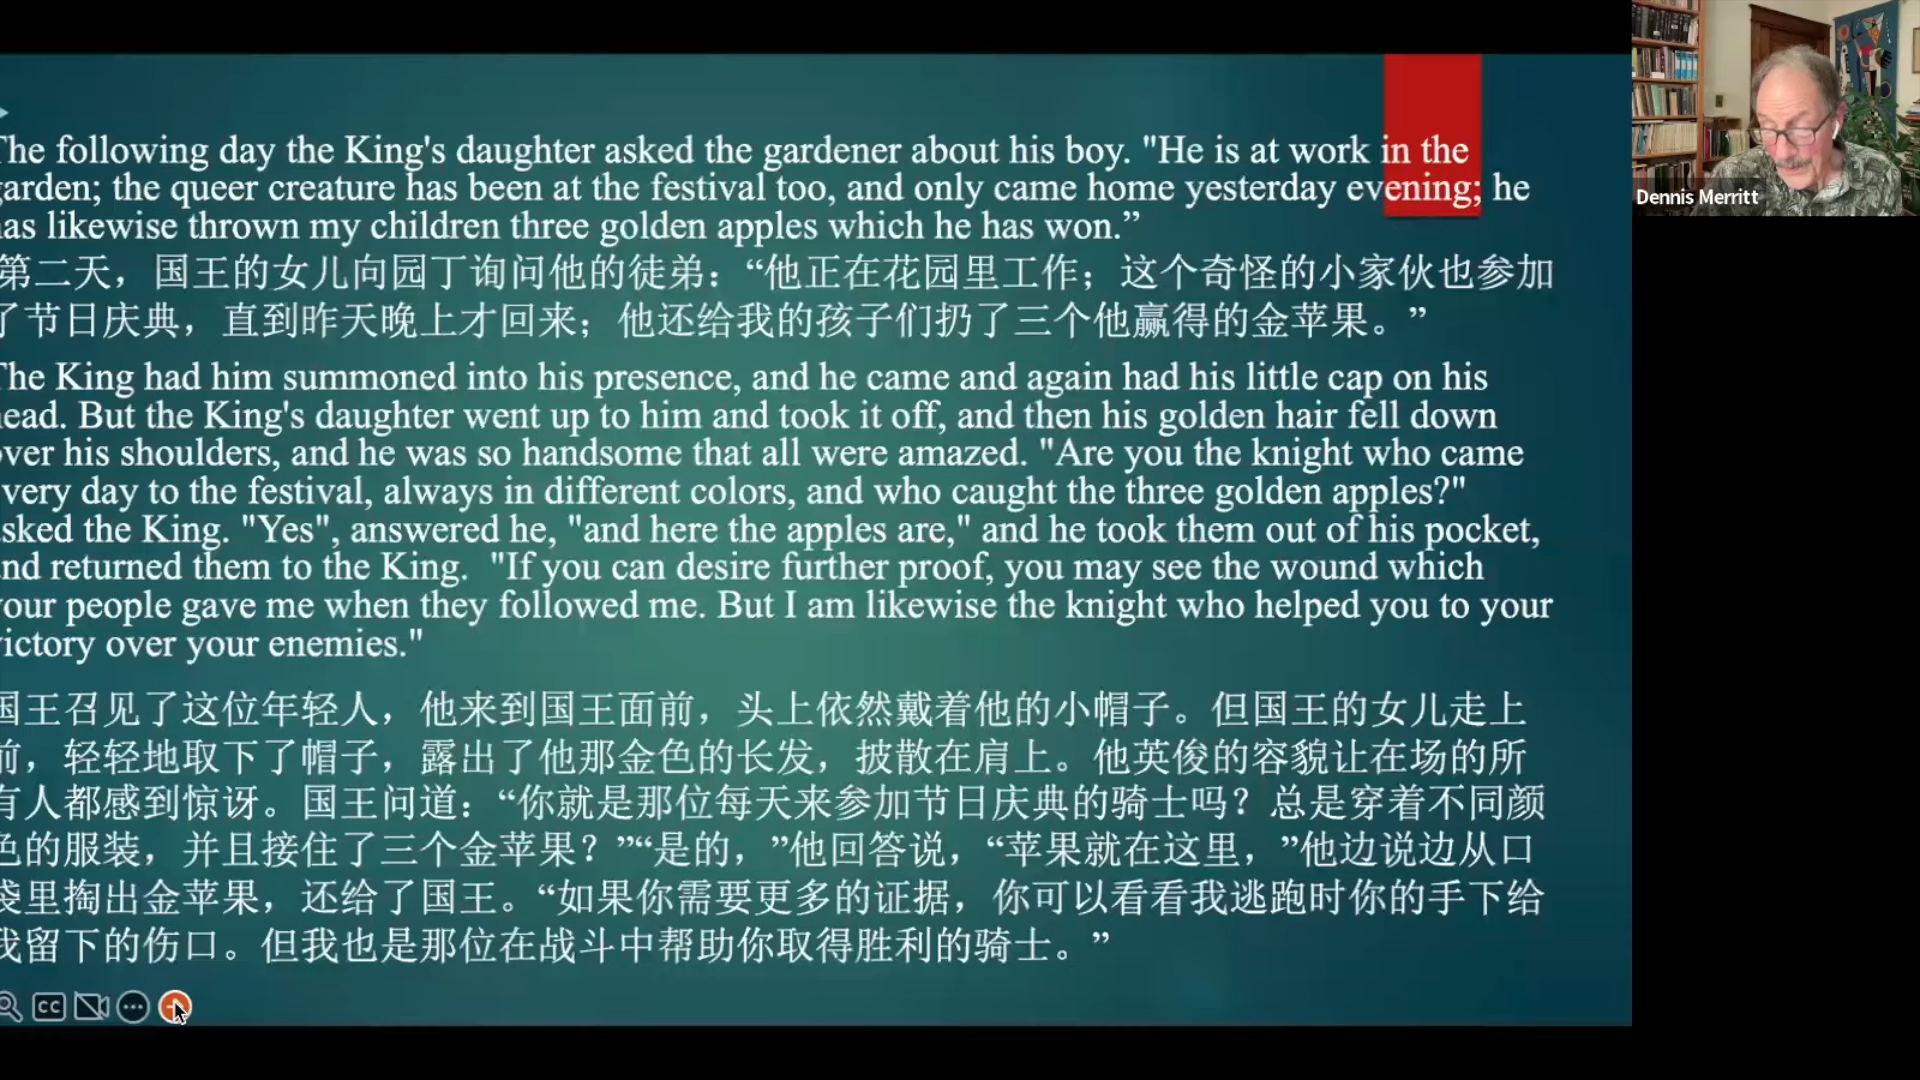 The following day the King's daughter asked the gardener about his boy. "He is at work in the
garden; the queer creature has been at the festival too, and only came home yesterday evening; he
has likewise thrown my children three golden apples which he has won.”
第二天，国王的女儿向园丁询问他的徒弟：“他正在花园里工作；这个奇怪的小家伙也参加
了节日庆典，直到昨天晚上才回来；他还给我的孩子们扔了三个他赢得的金苹果。”
The King had him summoned into his presence, and he came and again had his little cap on his
head. But the King's daughter went up to him and took it off, and then his golden hair fell down
over his shoulders, and he was so handsome that all were amazed. "Are you the knight who came
every day to the festival, always in different colors, and who caught the three golden apples?"
asked the King. "Yes", answered he, "and here the apples are," and he took them out of his pocket,
and returned them to the King.  "If you can desire further proof, you may see the wound which
your people gave me when they followed me. But I am likewise the knight who helped you to your
victory over your enemies."
国王召见了这位年轻人，他来到国王面前，头上依然戴着他的小帽子。但国王的女儿走上
前，轻轻地取下了帽子，露出了他那金色的长发，披散在肩上。他英俊的容貌让在场的所
有人都感到惊讶。国王问道：“你就是那位每天来参加节日庆典的骑士吗？总是穿着不同颜
色的服装，并且接住了三个金苹果？”“是的，”他回答说，“苹果就在这里，”他边说边从口
袋里掏出金苹果，还给了国王。“如果你需要更多的证据，你可以看看我逃跑时你的手下给
我留下的伤口。但我也是那位在战斗中帮助你取得胜利的骑士。”
CC
Dennis Merritt